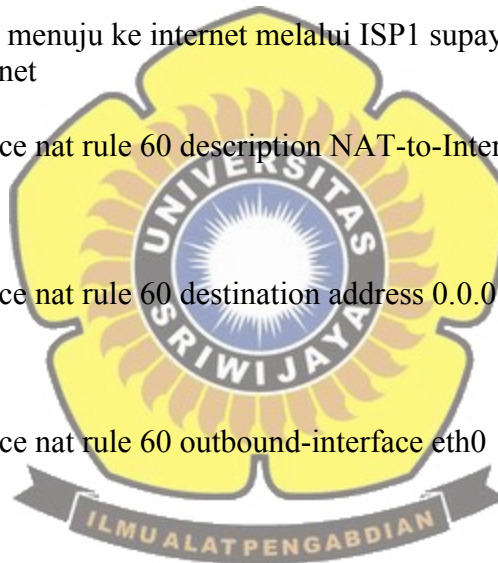 menuju ke internet melalui ISP1 supay
net
ce nat rule 60 description NAT-to-Inter
UNIVERSITAS
ce nat rule 60 destination address 0.0.0
SRIWIJAYA
ce nat rule 60 outbound-interface eth0
ILMU ALAT PENGABDIAN